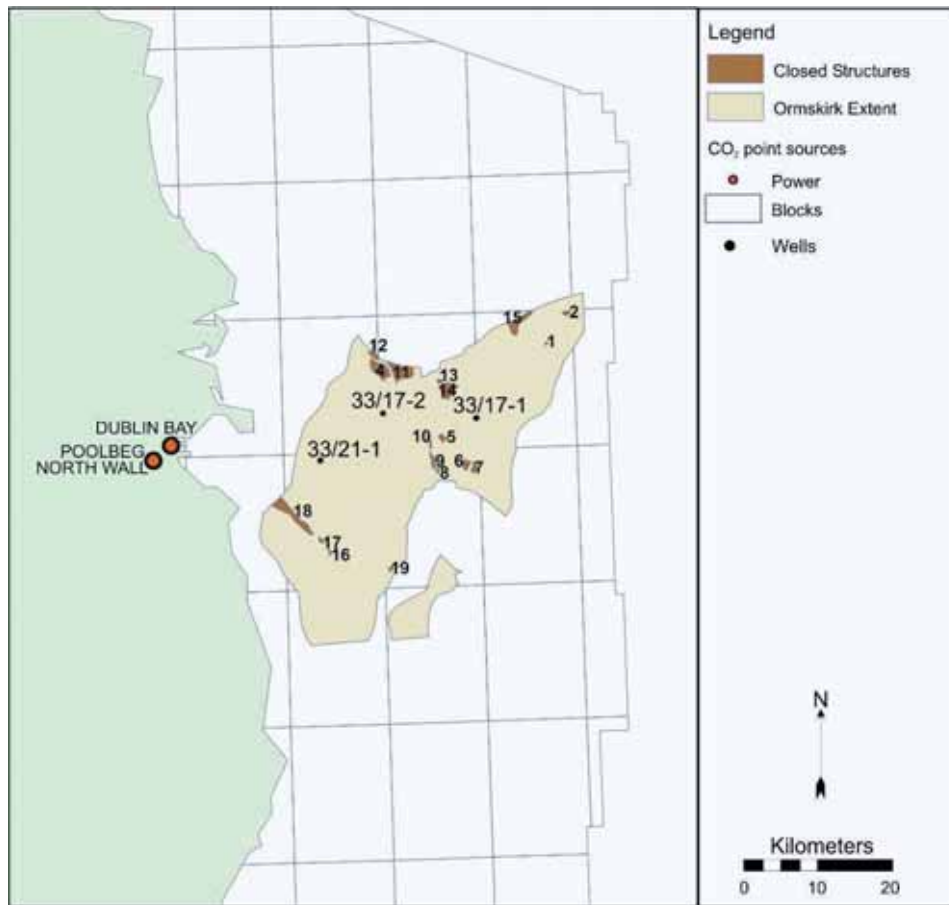 Legend
Closed Structures
Ormskirk Extent
CO₂ point sources
Power
Blocks
Wells
15
2
1
12
4
11
13
14
33/17-2
33/17-1
10
5
DUBLIN BAY
POOLBEG
NORTH WALL
33/21-1
9
6
7
8
18
17
16
19
N
Kilometers
0 10 20